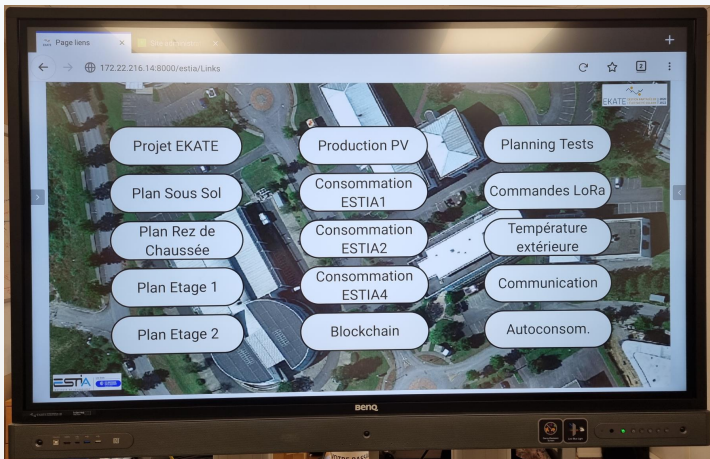 Page liens
172.22.216.14:8000/estia/Links
2
EKATE
Projet EKATE
Production PV
Planning Tests
Plan Sous Sol
Consommation
ESTIA1
Commandes LoRa
Plan Rez de
Chaussée
Consommation
ESTIA2
Température
extérieure
Plan Etage 1
Consommation
ESTIA4
Communication
Plan Etage 2
Blockchain
Autoconsom.
ESTIA
BenQ